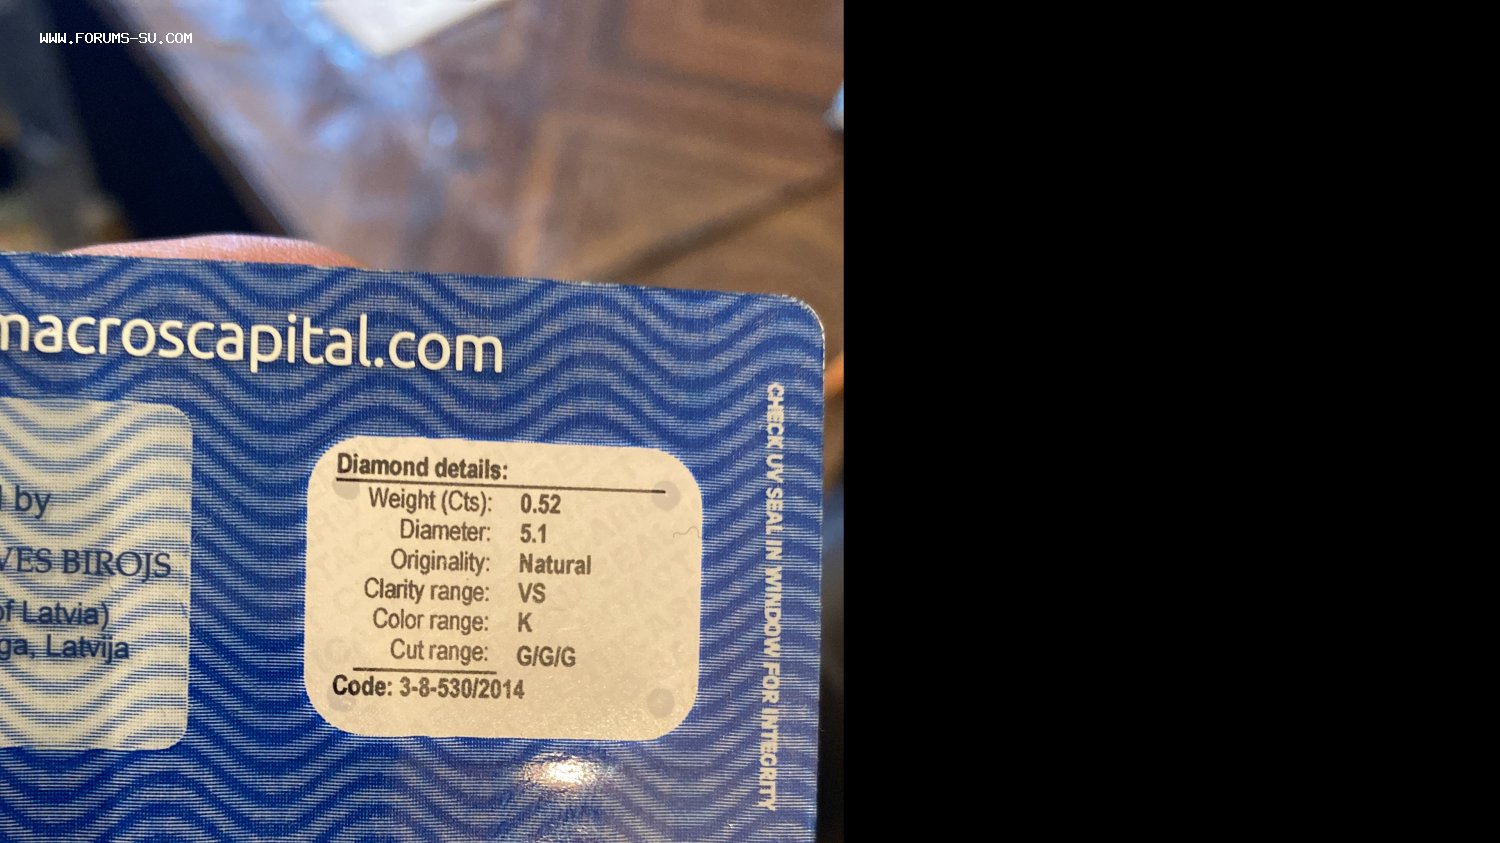 WWW.FORUMS-SU.COM
macroscapital.com
by
BIROJS
of Latvia)
Latvija
Diamond details:
Weight (Cts): 0.52
Diameter: 5.1
Originality: Natural
Clarity range: VS
Color range: K
Cut range: G/G/G
Code: 3-8-530/2014
CHECK UV SEAL IN WINDOW FOR INTEGRITY